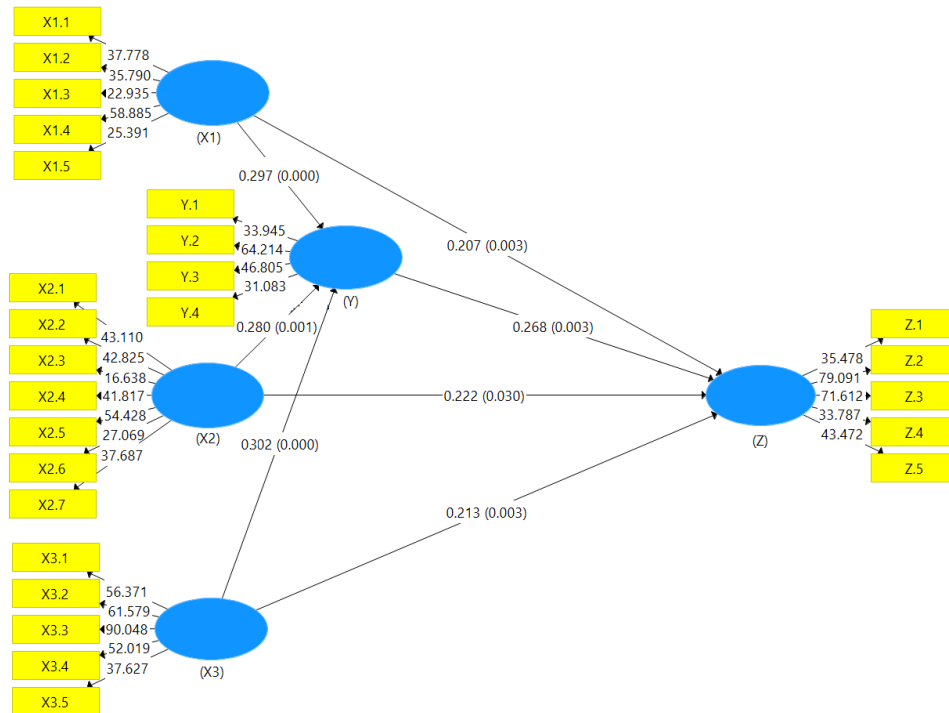 X1.1
X1.2
X1.3
X1.4
X1.5
37.778
35.790
22.935
58.885
25.391
(X1)
0.297 (0.000)
0.207 (0.003)
Y.1
Y.2
Y.3
Y.4
33.945
64.214
46.805
31.083
(Y)
0.280 (0.001)
0.268 (0.003)
X2.1
X2.2
X2.3
X2.4
X2.5
X2.6
X2.7
43.110
42.825
16.638
41.817
54.428
27.069
37.687
(X2)
0.222 (0.030)
0.302 (0.000)
0.213 (0.003)
Z.1
Z.2
Z.3
Z.4
Z.5
35.478
79.091
71.612
33.787
43.472
(Z)
X3.1
X3.2
X3.3
X3.4
X3.5
56.371
61.579
90.048
52.019
37.627
(X3)